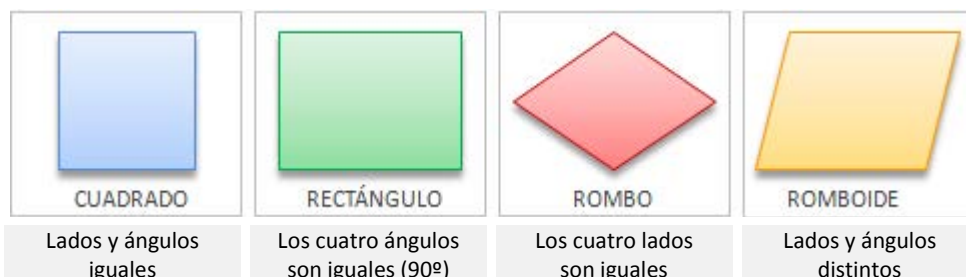 CUADRADO
RECTÁNGULO
ROMBO
ROMBOIDE
Lados y ángulos
iguales
Los cuatro ángulos
son iguales (90º)
Los cuatro lados
son iguales
Lados y ángulos
distintos